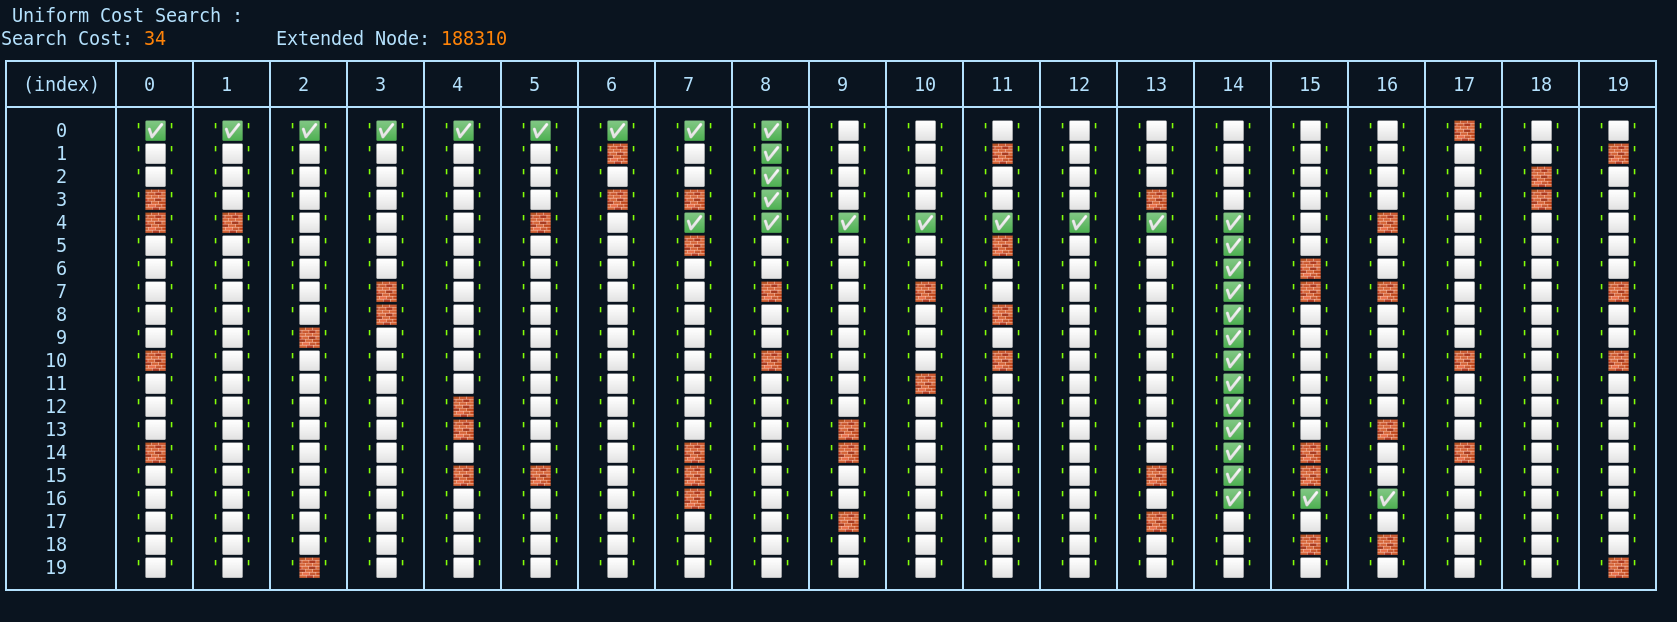 Uniform Cost Search :
Search Cost: 34 Extended Node: 188310
(index) 0 1 2 3 4 5 6 7 8 9 10 11 12 13 14 15 16 17 18 19
0 '✅' '✅' '✅' '✅' '✅' '✅' '✅' '✅' '✅' '⬜' '⬜' '⬜' '⬜' '⬜' '⬜' '⬜' '⬜' '🧱' '⬜' '⬜'
1 '⬜' '⬜' '⬜' '⬜' '⬜' '⬜' '🧱' '⬜' '✅' '⬜' '⬜' '🧱' '⬜' '⬜' '⬜' '⬜' '⬜' '⬜' '⬜' '🧱'
2 '⬜' '⬜' '⬜' '⬜' '⬜' '⬜' '⬜' '⬜' '✅' '⬜' '⬜' '⬜' '⬜' '⬜' '⬜' '⬜' '⬜' '⬜' '🧱' '⬜'
3 '🧱' '⬜' '⬜' '⬜' '⬜' '⬜' '🧱' '🧱' '✅' '⬜' '⬜' '⬜' '⬜' '🧱' '⬜' '⬜' '⬜' '⬜' '🧱' '⬜'
4 '🧱' '🧱' '⬜' '⬜' '⬜' '🧱' '⬜' '✅' '✅' '✅' '✅' '✅' '✅' '✅' '✅' '⬜' '🧱' '⬜' '⬜' '⬜'
5 '⬜' '⬜' '⬜' '⬜' '⬜' '⬜' '⬜' '🧱' '⬜' '⬜' '⬜' '🧱' '⬜' '⬜' '✅' '⬜' '⬜' '⬜' '⬜' '⬜'
6 '⬜' '⬜' '⬜' '⬜' '⬜' '⬜' '⬜' '⬜' '⬜' '⬜' '⬜' '⬜' '⬜' '⬜' '✅' '🧱' '⬜' '⬜' '⬜' '⬜'
7 '⬜' '⬜' '⬜' '🧱' '⬜' '⬜' '⬜' '⬜' '🧱' '⬜' '🧱' '⬜' '⬜' '⬜' '✅' '🧱' '🧱' '⬜' '⬜' '🧱'
8 '⬜' '⬜' '⬜' '🧱' '⬜' '⬜' '⬜' '⬜' '⬜' '⬜' '⬜' '🧱' '⬜' '⬜' '✅' '⬜' '⬜' '⬜' '⬜' '⬜'
9 '⬜' '⬜' '🧱' '⬜' '⬜' '⬜' '⬜' '⬜' '⬜' '⬜' '⬜' '⬜' '⬜' '⬜' '✅' '⬜' '⬜' '⬜' '⬜' '⬜'
10 '🧱' '⬜' '⬜' '⬜' '⬜' '⬜' '⬜' '⬜' '🧱' '⬜' '⬜' '🧱' '⬜' '⬜' '✅' '⬜' '⬜' '🧱' '⬜' '🧱'
11 '⬜' '⬜' '⬜' '⬜' '⬜' '⬜' '⬜' '⬜' '⬜' '⬜' '🧱' '⬜' '⬜' '⬜' '✅' '⬜' '⬜' '⬜' '⬜' '⬜'
12 '⬜' '⬜' '⬜' '⬜' '🧱' '⬜' '⬜' '⬜' '⬜' '⬜' '⬜' '⬜' '⬜' '⬜' '✅' '⬜' '⬜' '⬜' '⬜' '⬜'
13 '⬜' '⬜' '⬜' '⬜' '🧱' '⬜' '⬜' '⬜' '⬜' '🧱' '⬜' '⬜' '⬜' '⬜' '✅' '⬜' '🧱' '⬜' '⬜' '⬜'
14 '🧱' '⬜' '⬜' '⬜' '⬜' '⬜' '⬜' '🧱' '⬜' '🧱' '⬜' '⬜' '⬜' '⬜' '✅' '🧱' '⬜' '🧱' '⬜' '⬜'
15 '⬜' '⬜' '⬜' '⬜' '🧱' '🧱' '⬜' '🧱' '⬜' '⬜' '⬜' '⬜' '⬜' '🧱' '✅' '🧱' '⬜' '⬜' '⬜' '⬜'
16 '⬜' '⬜' '⬜' '⬜' '⬜' '⬜' '⬜' '🧱' '⬜' '⬜' '⬜' '⬜' '⬜' '⬜' '✅' '✅' '✅' '⬜' '⬜' '⬜'
17 '⬜' '⬜' '⬜' '⬜' '⬜' '⬜' '⬜' '⬜' '⬜' '🧱' '⬜' '⬜' '⬜' '🧱' '⬜' '⬜' '⬜' '⬜' '⬜' '⬜'
18 '⬜' '⬜' '⬜' '⬜' '⬜' '⬜' '⬜' '⬜' '⬜' '⬜' '⬜' '⬜' '⬜' '⬜' '⬜' '🧱' '🧱' '⬜' '⬜' '⬜'
19 '⬜' '⬜' '🧱' '⬜' '⬜' '⬜' '⬜' '⬜' '⬜' '⬜' '⬜' '⬜' '⬜' '⬜' '⬜' '⬜' '⬜' '⬜' '⬜' '🧱'